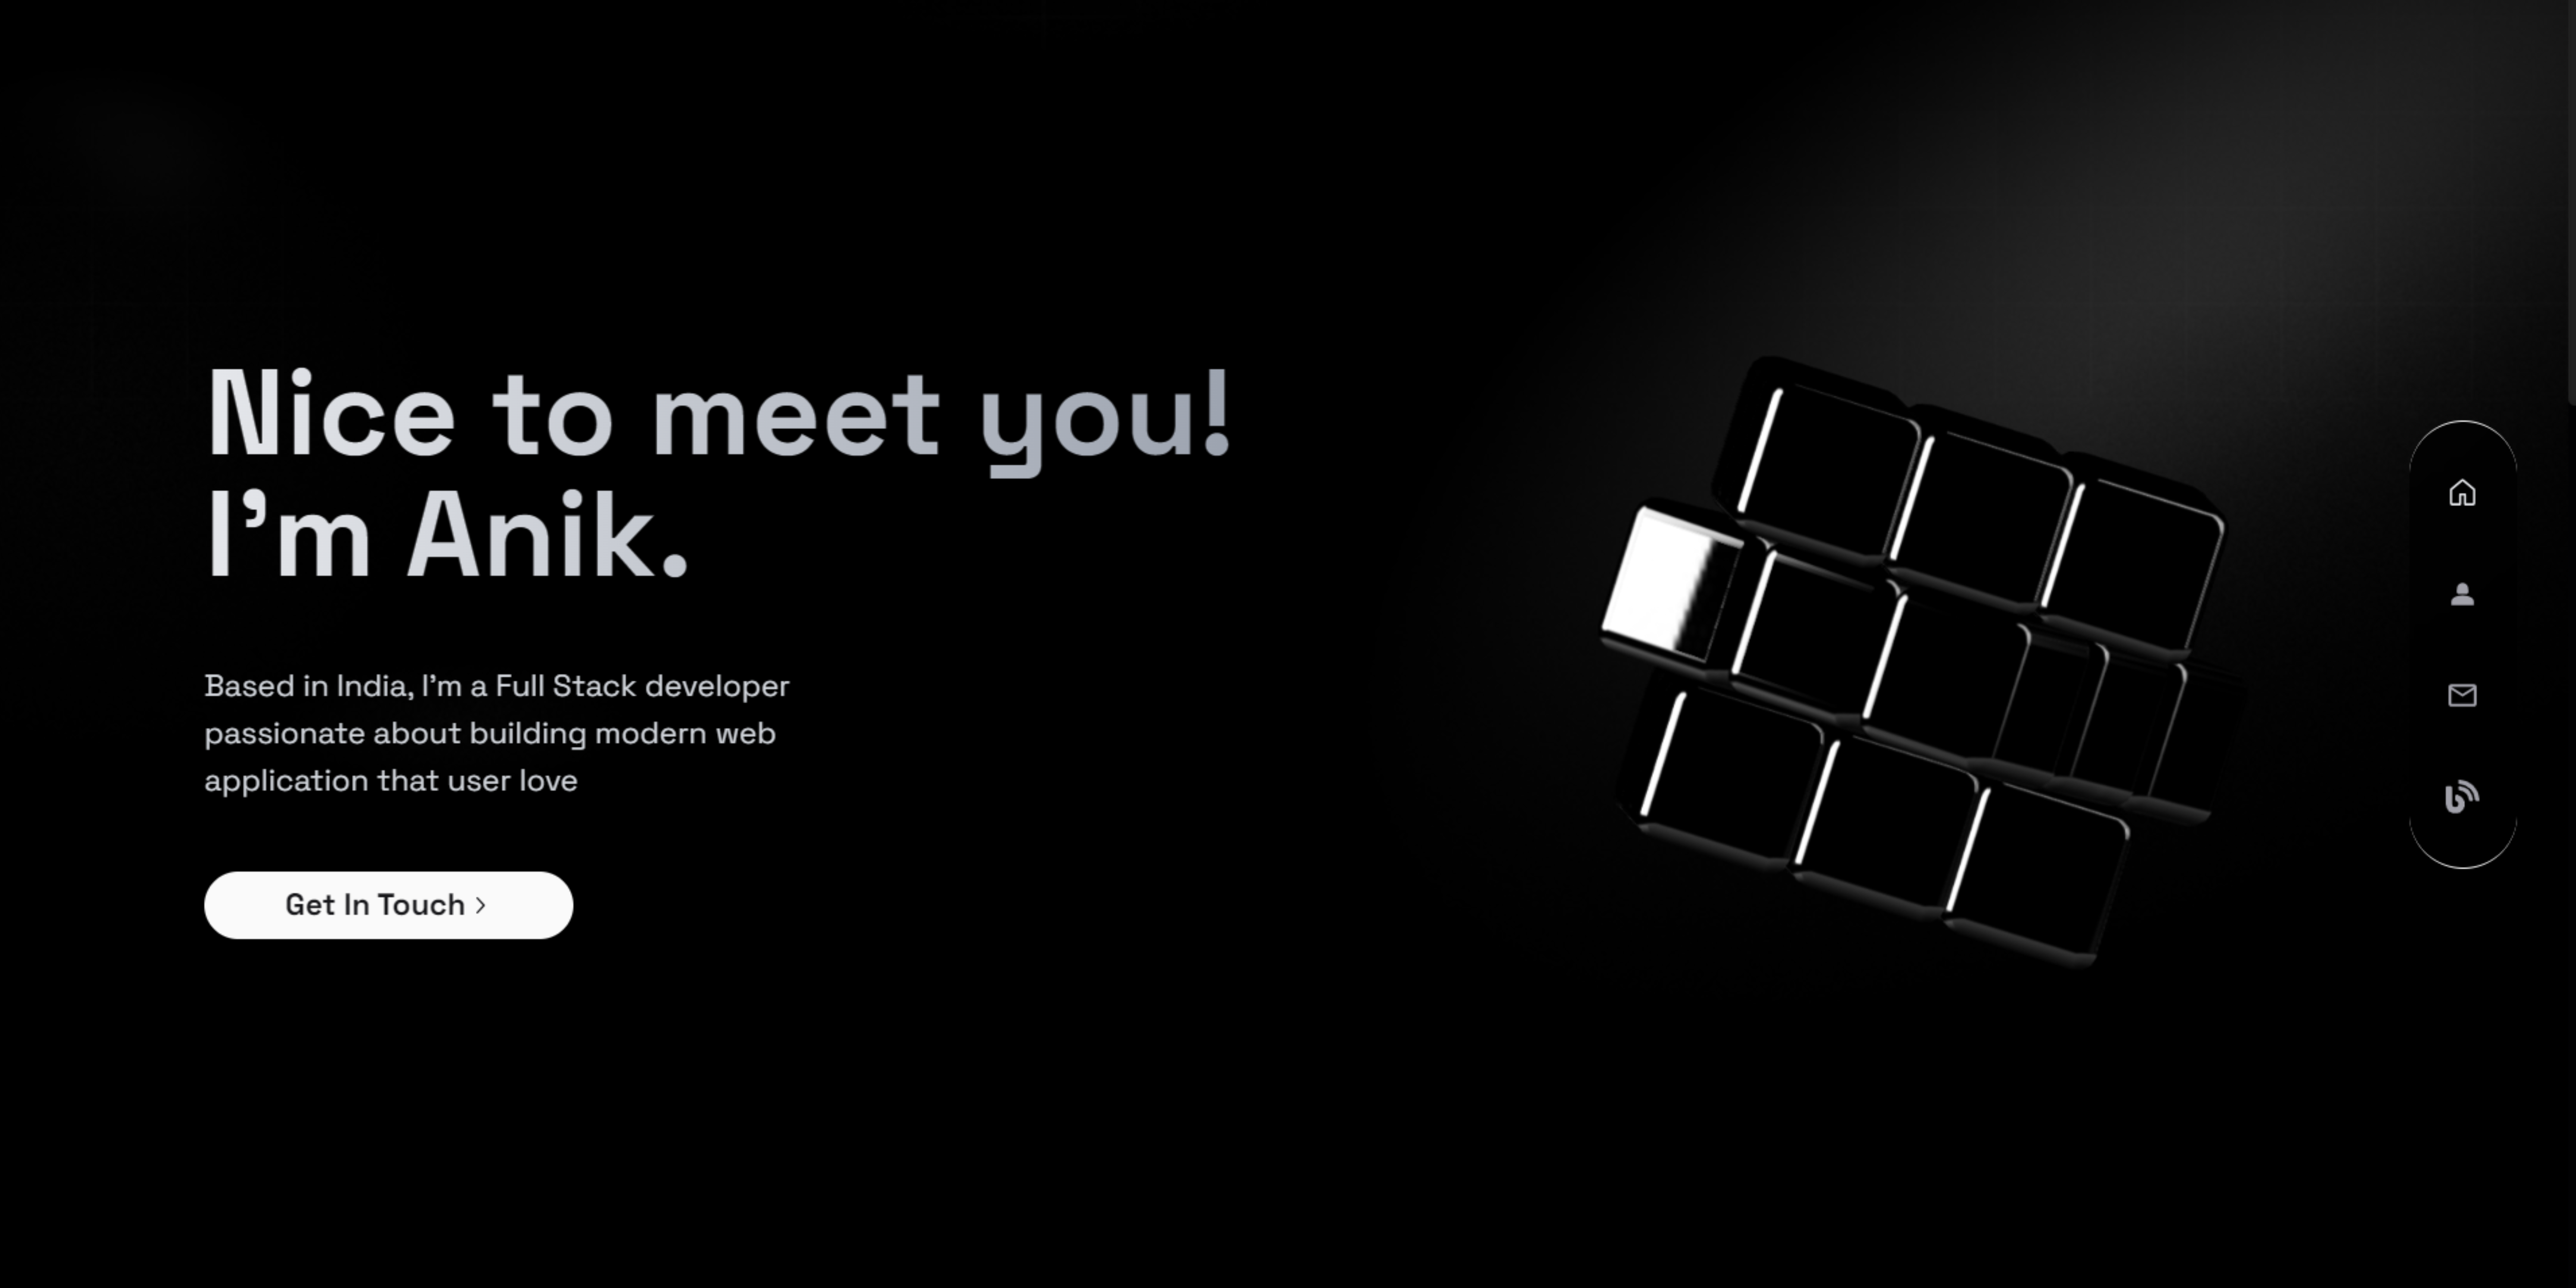 Nice to meet you!
I’m Anik.
Based in India, I’m a Full Stack developer
passionate about building modern web
application that user love
Get In Touch >